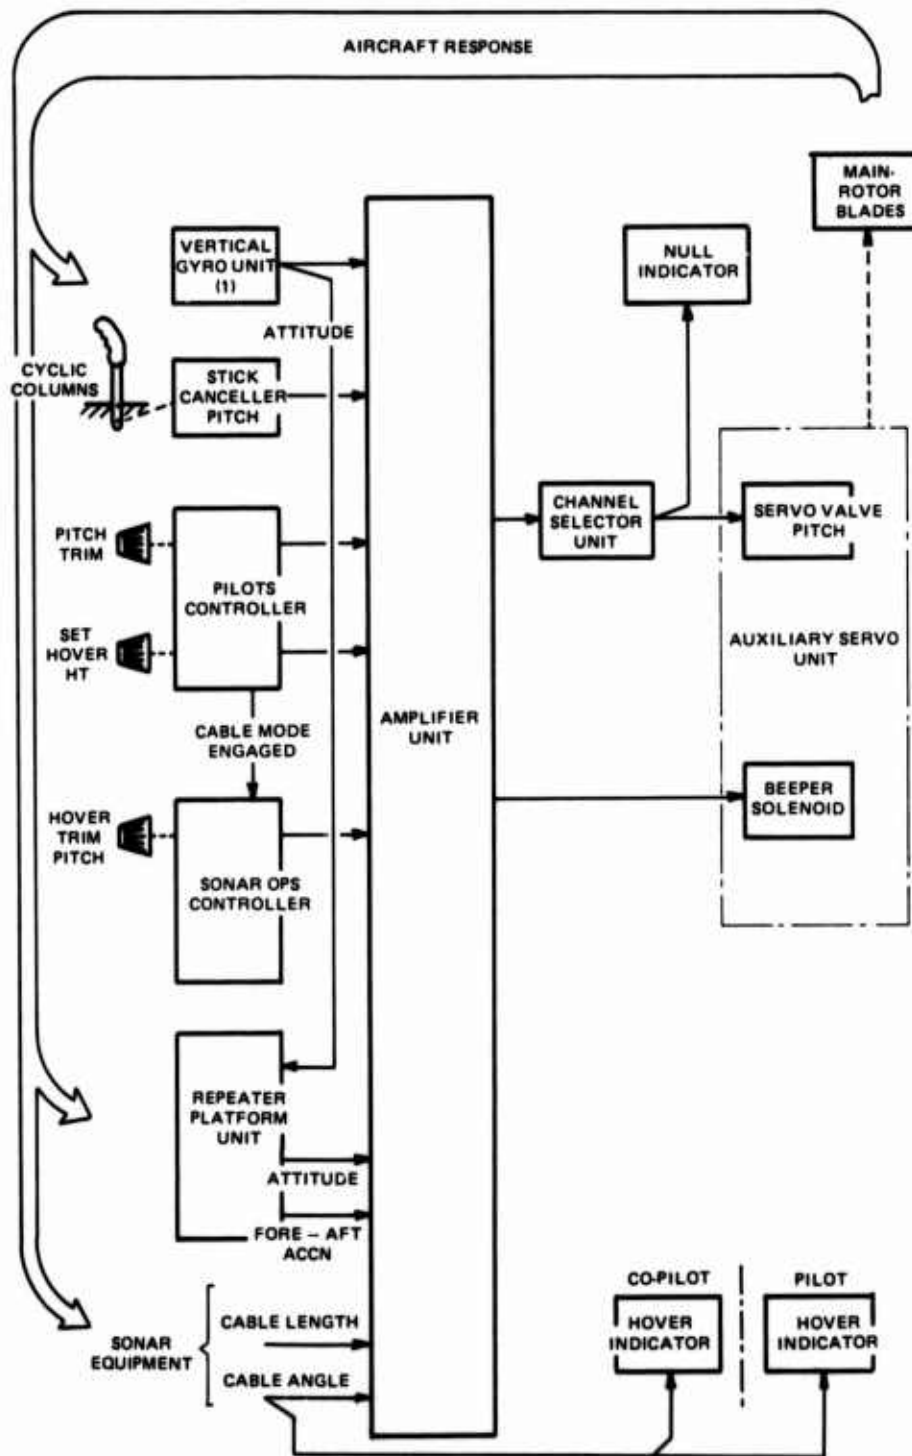 AIRCRAFT RESPONSE
MAIN-
ROTOR
BLADES
VERTICAL
GYRO UNIT
(1)
NULL
INDICATOR
ATTITUDE
CYCLIC
COLUMNS
STICK
CANCELLER
PITCH
PITCH
TRIM
PILOTS
CONTROLLER
SET
HOVER
HT
CHANNEL
SELECTOR
UNIT
SERVO VALVE
PITCH
AUXILIARY SERVO
UNIT
AMPLIFIER
UNIT
CABLE MODE
ENGAGED
BEEPER
SOLENOID
HOVER
TRIM
PITCH
SONAR OPS
CONTROLLER
REPEATER
PLATFORM
UNIT
ATTITUDE
FORE - AFT
ACCN
SONAR
EQUIPMENT
CABLE LENGTH
CABLE ANGLE
CO-PILOT
HOVER
INDICATOR
PILOT
HOVER
INDICATOR